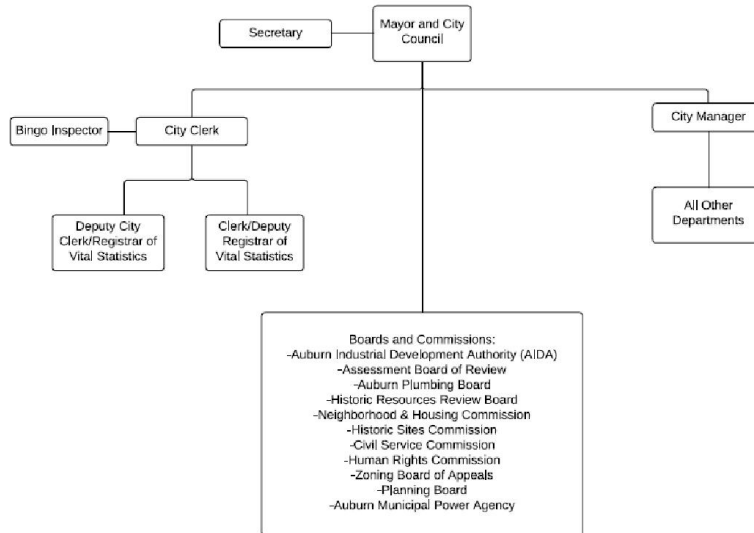 Secretary
Mayor and City
Council
Bingo Inspector
City Clerk
City Manager
Deputy City
Clerk/Registrar of
Vital Statistics
Clerk/Deputy
Registrar of
Vital Statistics
All Other
Departments
Boards and Commissions:
-Auburn Industrial Development Authority (AIDA)
-Assessment Board of Review
-Auburn Plumbing Board
-Historic Resources Review Board
-Neighborhood & Housing Commission
-Historic Sites Commission
-Civil Service Commission
-Human Rights Commission
-Zoning Board of Appeals
-Planning Board
-Auburn Municipal Power Agency